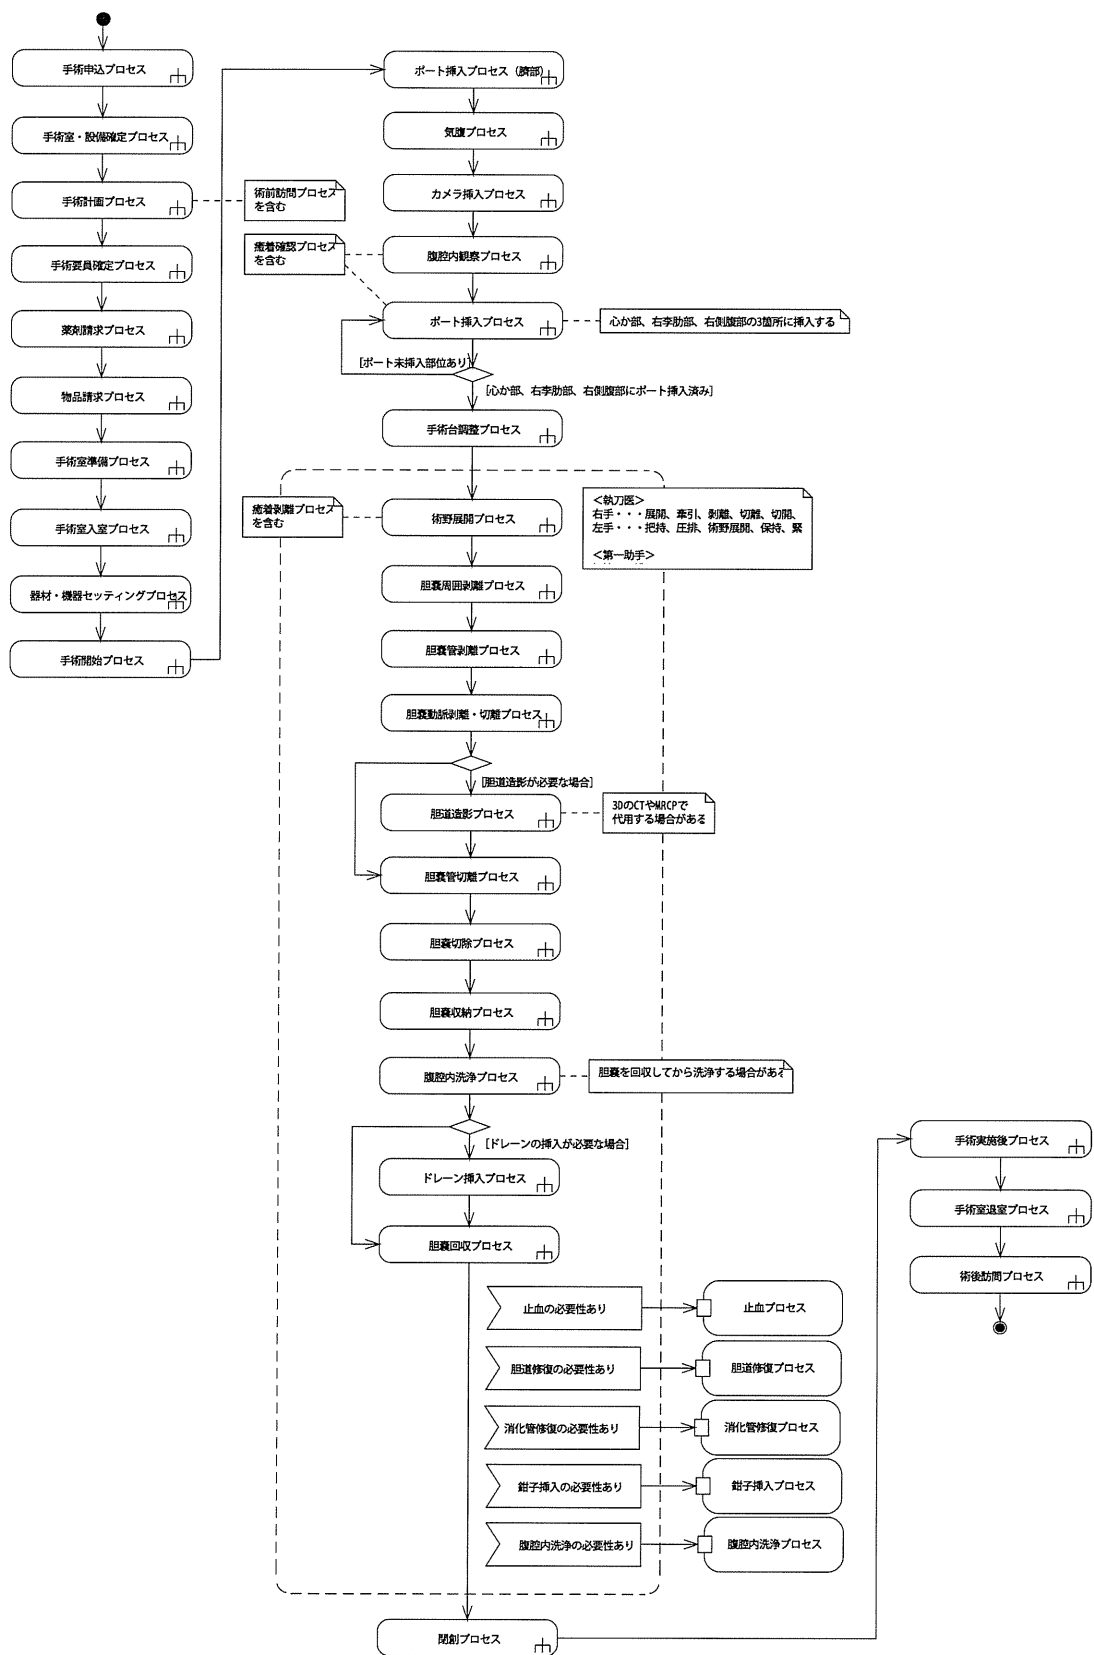 手術申込プロセス
手術室・設備確定プロセス
手術計画プロセス
術前訪問プロセス
を含む
手術要員確定プロセス
薬剤請求プロセス
物品請求プロセス
手術室準備プロセス
手術室入室プロセス
器材・機器セッティングプロセス
手術開始プロセス
ポート挿入プロセス（臍部）
気腹プロセス
カメラ挿入プロセス
癒着確認プロセス
を含む
腹腔内観察プロセス
ポート挿入プロセス
心か部、右季肋部、右側腹部の3箇所に挿入する
[ポート未挿入部位あり]
[心か部、右季肋部、右側腹部にポート挿入済み]
手術台調整プロセス
癒着剥離プロセス
を含む
術野展開プロセス
＜執刀医＞
右手・・・展開、牽引、剥離、切離、切開、
左手・・・把持、圧排、術野展開、保持、緊
＜第一助手＞
胆嚢周囲剥離プロセス
胆嚢管剥離プロセス
胆嚢動脈剥離・切離プロセス
[胆道造影が必要な場合]
胆道造影プロセス
3DのCTやMRCPで
代用する場合がある
胆嚢管切離プロセス
胆嚢切除プロセス
胆嚢収納プロセス
腹腔内洗浄プロセス
胆嚢を回収してから洗浄する場合がある
[ドレーンの挿入が必要な場合]
ドレーン挿入プロセス
胆嚢回収プロセス
止血の必要性あり
止血プロセス
胆道修復の必要性あり
胆道修復プロセス
消化管修復の必要性あり
消化管修復プロセス
鉗子挿入の必要性あり
鉗子挿入プロセス
腹腔内洗浄の必要性あり
腹腔内洗浄プロセス
閉創プロセス
手術実施後プロセス
手術室退室プロセス
術後訪問プロセス